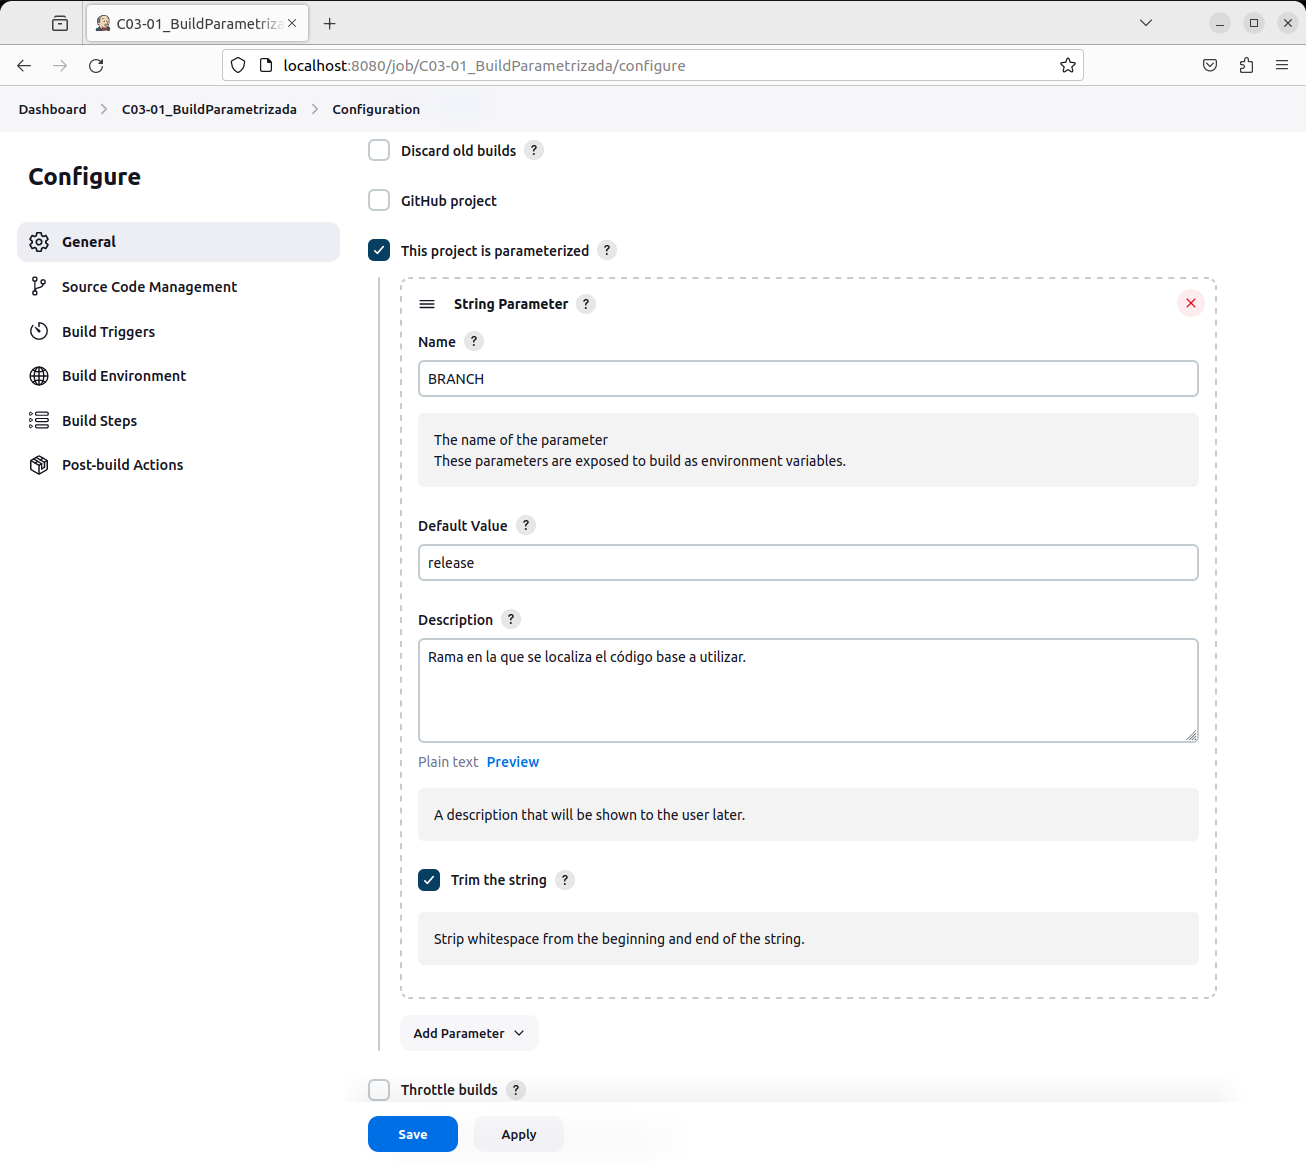 C03-01_BuildParametriza
localhost:8080/job/C03-01_BuildParametrizada/configure
Dashboard
C03-01_BuildParametrizada
Configuration
Configure
General
Source Code Management
Build Triggers
Build Environment
Build Steps
Post-build Actions
Discard old builds ?
GitHub project
This project is parameterized ?
String Parameter ?
Name ?
BRANCH
The name of the parameter
These parameters are exposed to build as environment variables.
Default Value ?
release
Description ?
Rama en la que se localiza el código base a utilizar.
Plain text Preview
A description that will be shown to the user later.
Trim the string ?
Strip whitespace from the beginning and end of the string.
Add Parameter
Throttle builds ?
Save
Apply